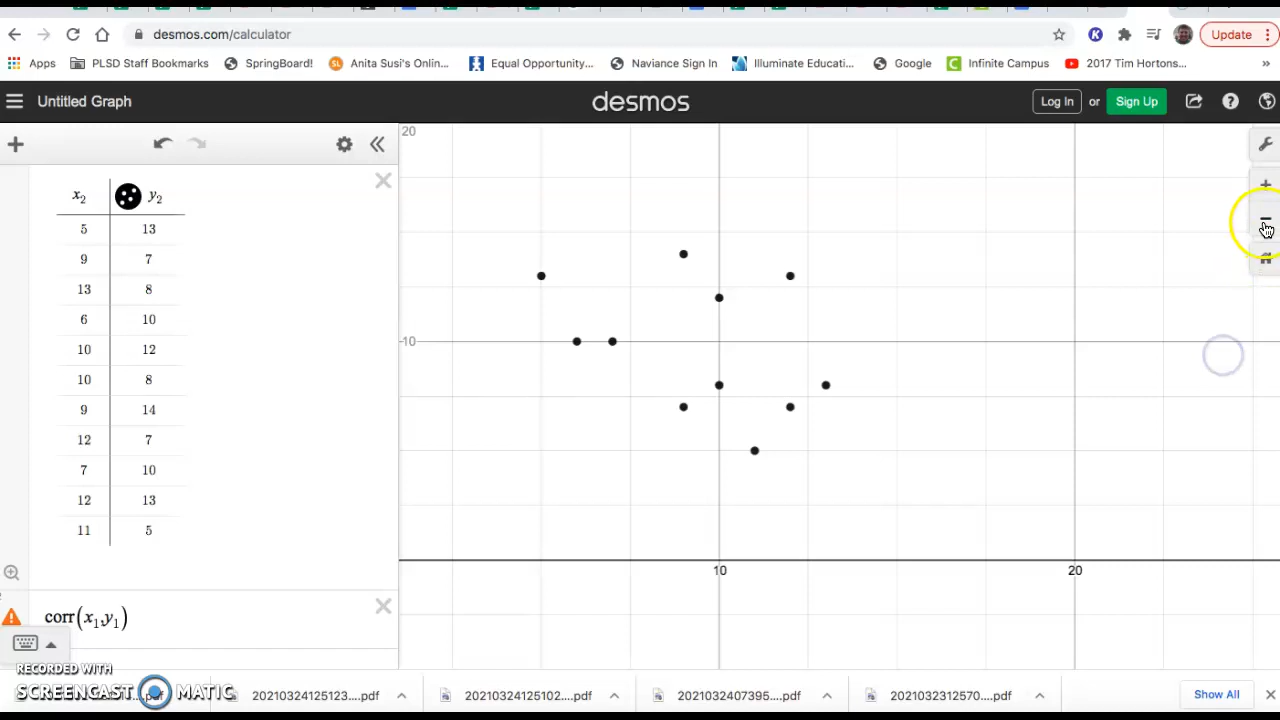 desmos.com/calculator
Update
Apps
PLSD Staff Bookmarks
SpringBoard!
Anita Susi's Onlin...
Equal Opportunity...
Naviance Sign In
Illuminate Educati...
Google
Infinite Campus
2017 Tim Hortons...
»
Untitled Graph
desmos
Log In or Sign Up
x₂ y₂
5 13
9 7
13 8
6 10
10 12
10 8
9 14
12 7
7 10
12 13
11 5
corr(x₁,y₁)
20
10
10 20
RECORDED WITH
SCREENCAST MATIC
20210324125123....pdf
20210324125102....pdf
2021032407395....pdf
2021032312570....pdf
Show All